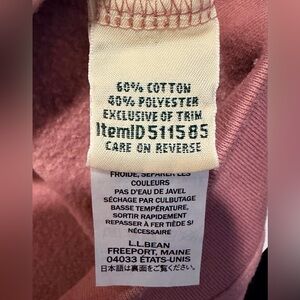 60% COTTON
40% POLYESTER
EXCLUSIVE OF TRIM
ItemID 511585
CARE ON REVERSE
FROIDE, SÉPARER LES
COULEURS
PAS D'EAU DE JAVEL
SÉCHAGE PAR CULBUTAGE
BASSE TEMPÉRATURE,
SORTIR RAPIDEMENT
REPASSER À FER TIÈDE SI
NÉCESSAIRE
L.L.BEAN
FREEPORT, MAINE
04033 ÉTATS-UNIS
日本語は裏面をご覧ください。